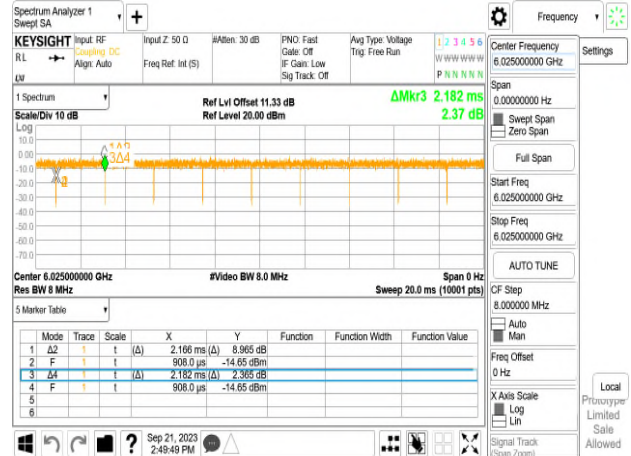 Spectrum Analyzer 1
Swept SA
Frequency
KEYSIGHT
RL
Input: RF
Coupling: DC
Align: Auto
Input Z: 50 Ω
Freq Ref: Int (S)
#Atten: 30 dB
PNO: Fast
Gate: Off
IF Gain: Low
Sig Track: Off
Avg Type: Voltage
Trig: Free Run
1 2 3 4 5 6
W W W W W W
P N N N N N
Center Frequency
6.025000000 GHz
Settings
1 Spectrum
Scale/Div 10 dB
Log
Ref Lvl Offset 11.33 dB
Ref Level 20.00 dBm
ΔMkr3 2.182 ms
2.37 dB
10.0
0.00
-10.0
-20.0
-30.0
-40.0
-50.0
-60.0
-70.0
3Δ4
Center 6.025000000 GHz
Res BW 8 MHz
#Video BW 8.0 MHz
Span 0 Hz
Sweep 20.0 ms (10001 pts)
Span
0.00000000 Hz
Swept Span
Zero Span
Full Span
Start Freq
6.025000000 GHz
Stop Freq
6.025000000 GHz
AUTO TUNE
CF Step
8.000000 MHz
Auto
Man
Freq Offset
0 Hz
X Axis Scale
Log
Lin
Signal Track
(Span Zoom)
5 Marker Table
Mode Trace Scale X Y Function Function Width Function Value
1 Δ2 1 t (Δ) 2.166 ms (Δ) 8.965 dB
2 F 1 t 908.0 µs -14.65 dBm
3 Δ4 1 t (Δ) 2.182 ms (Δ) 2.365 dB
4 F 1 t 908.0 µs -14.65 dBm
5
6
Sep 21, 2023
2:49:49 PM
Local
Prototype
Limited
Sale
Allowed